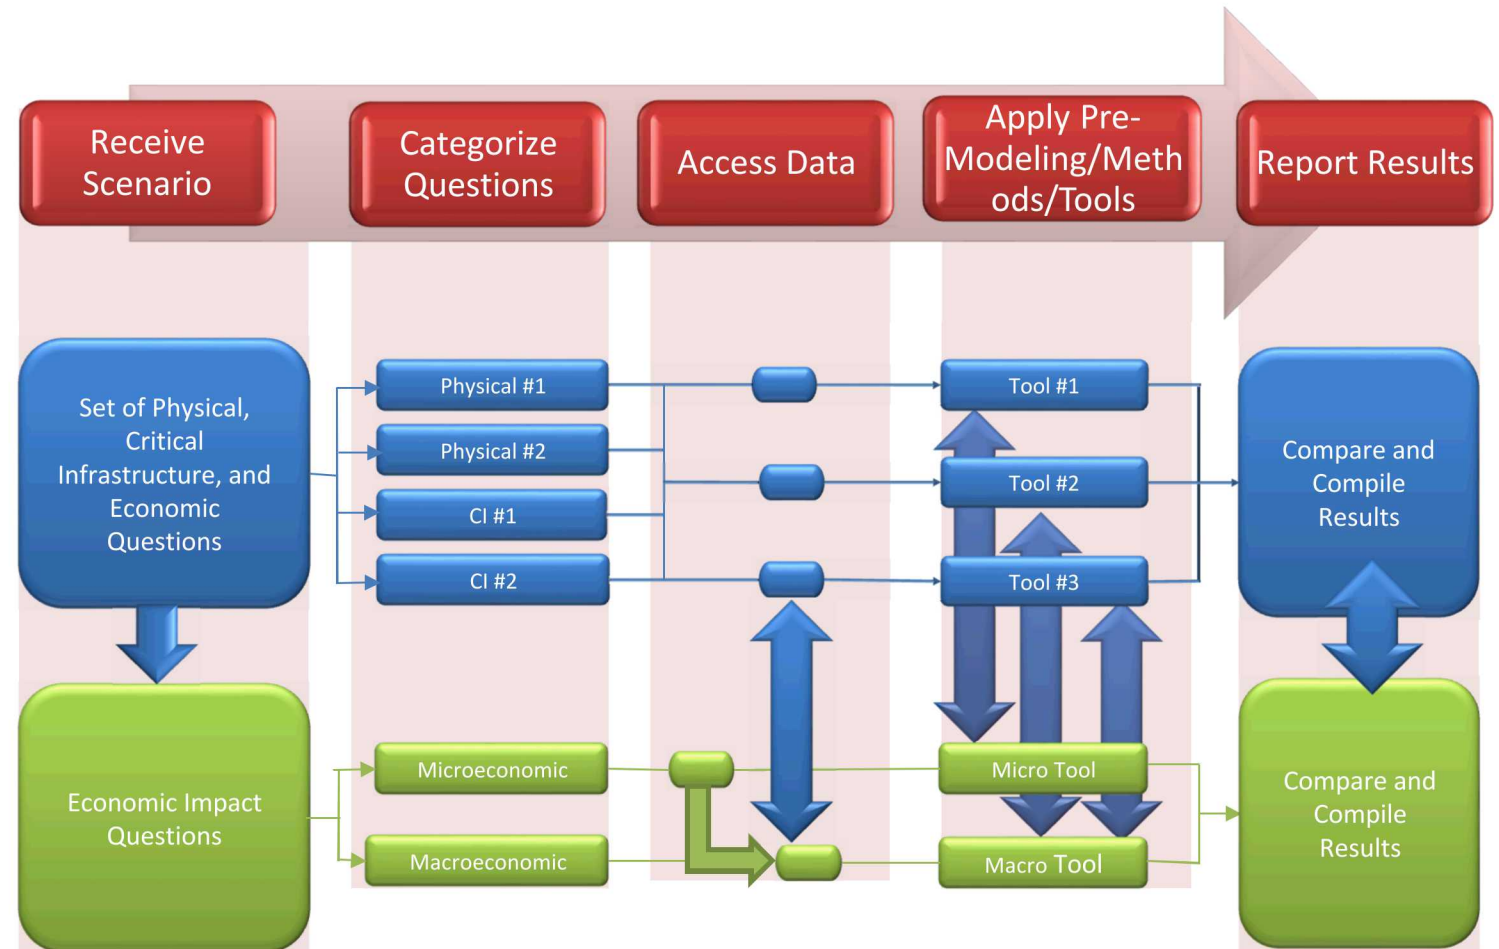 Receive
Scenario
Categorize
Questions
Access Data
Apply Pre-
Modeling/Meth
ods/Tools
Report Results
Set of Physical,
Critical
Infrastructure, and
Economic
Questions
Physical #1
Physical #2
CI #1
CI #2
Tool #1
Tool #2
Tool #3
Compare and
Compile
Results
Economic Impact
Questions
Microeconomic
Macroeconomic
Micro Tool
Macro Tool
Compare and
Compile
Results